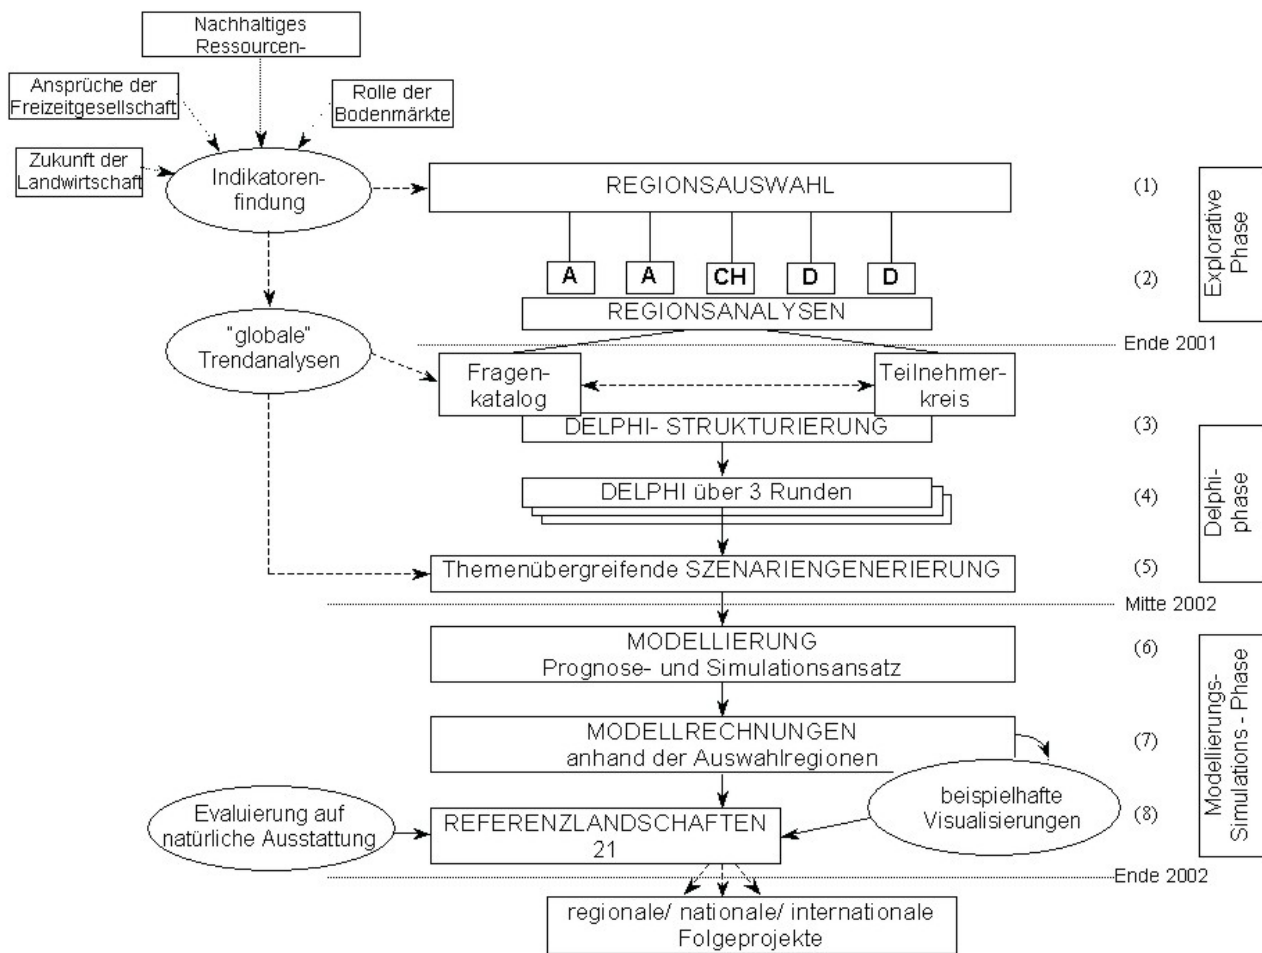 Nachhaltiges
Ressourcen-
Ansprüche der
Freizeitgesellschaft
Rolle der
Bodenmärkte
Zukunft der
Landwirtschaft
Indikatoren-
findung
REGIONSAUSWAHL
(1)
A A CH D D
(2)
REGIONSANALYSEN
Explorative
Phase
"globale"
Trendanalysen
Ende 2001
Fragen-
katalog
Teilnehmer-
kreis
DELPHI- STRUKTURIERUNG
(3)
DELPHI über 3 Runden
(4)
Themenübergreifende SZENARIENGENERIERUNG
(5)
Delphi-
phase
Mitte 2002
MODELLIERUNG
Prognose- und Simulationsansatz
(6)
MODELLRECHNUNGEN
anhand der Auswahlregionen
(7)
beispielhafte
Visualisierungen
Evaluierung auf
natürliche Ausstattung
REFERENZLANDSCHAFTEN
21
(8)
Modellierungs-
Simulations - Phase
Ende 2002
regionale/ nationale/ internationale
Folgeprojekte